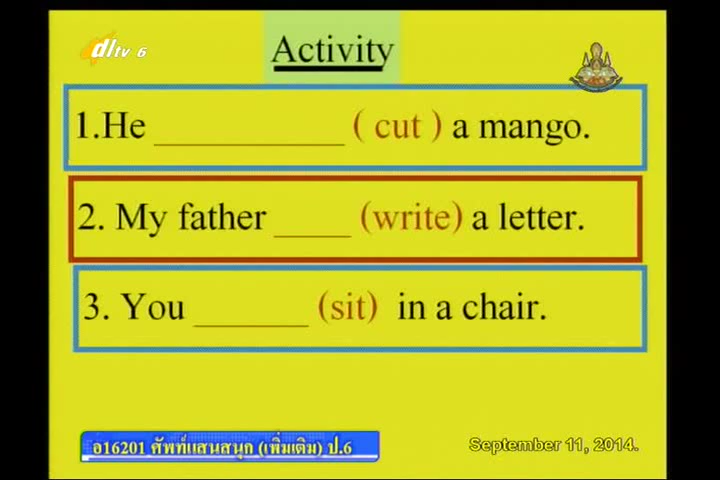 dltv 6
Activity
1.He __________ ( cut ) a mango.
2. My father ____ (write) a letter.
3. You ______ (sit) in a chair.
อ16201 ศัพท์แสนสนุก (เพิ่มเติม) ป.6
September 11, 2014.